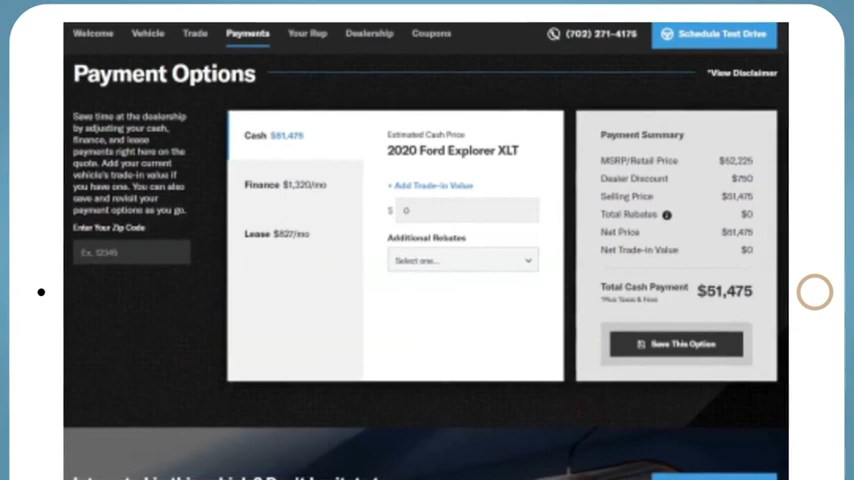 Welcome Vehicle Trade Payments Your Rep Dealership Coupons (702) 271-4175 Schedule Test Drive
Payment Options
*View Disclaimer
Save time at the dealership
by adjusting your cash,
finance, and lease
payments right here on the
quote. Add your current
vehicle's trade-in value if
you have one. You can also
save and revisit your
payment options as you go.
Enter Your Zip Code
Ex. 12345
Cash $51,475
Finance $1,320/mo
Lease $827/mo
Estimated Cash Price
2020 Ford Explorer XLT
+ Add Trade-in Value
$ 0
Additional Rebates
Select one...
Payment Summary
MSRP/Retail Price $52,225
Dealer Discount $750
Selling Price $51,475
Total Rebates $0
Net Price $51,475
Net Trade-in Value $0
Total Cash Payment $51,475
*Plus Taxes & Fees
Save This Option